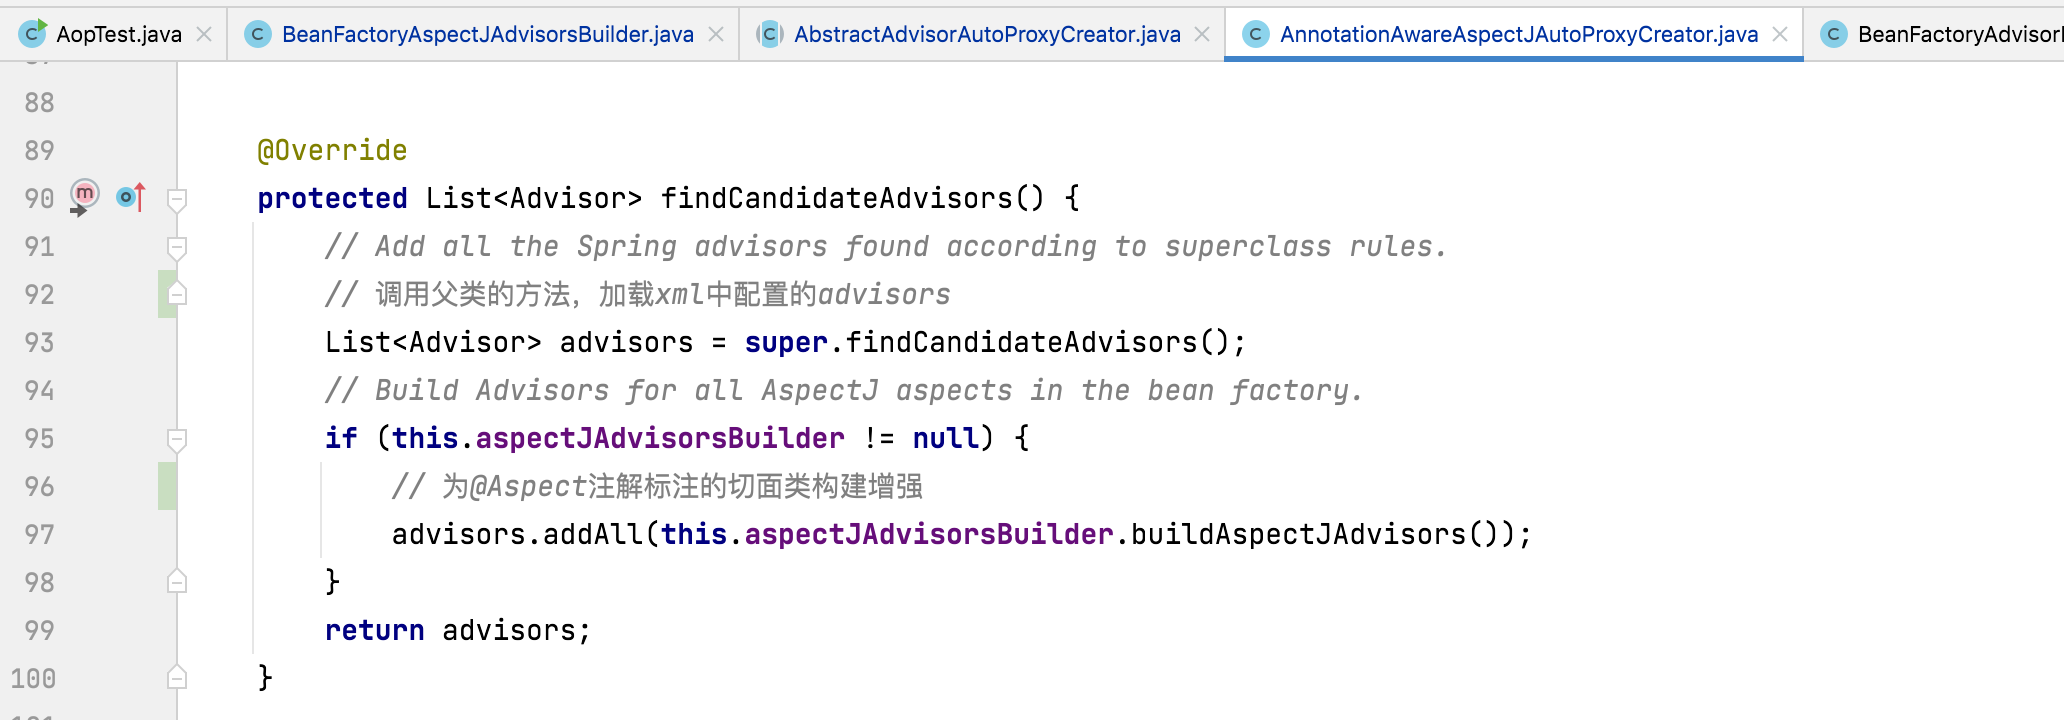 AopTest.java BeanFactoryAspectJAdvisorsBuilder.java AbstractAdvisorAutoProxyCreator.java AnnotationAwareAspectJAutoProxyCreator.java BeanFactoryAdvisor
88
89 @Override
90 protected List<Advisor> findCandidateAdvisors() {
91 // Add all the Spring advisors found according to superclass rules.
92 // 调用父类的方法，加载xml中配置的advisors
93 List<Advisor> advisors = super.findCandidateAdvisors();
94 // Build Advisors for all AspectJ aspects in the bean factory.
95 if (this.aspectJAdvisorsBuilder != null) {
96 // 为@Aspect注解标注的切面类构建增强
97 advisors.addAll(this.aspectJAdvisorsBuilder.buildAspectJAdvisors());
98 }
99 return advisors;
100 }